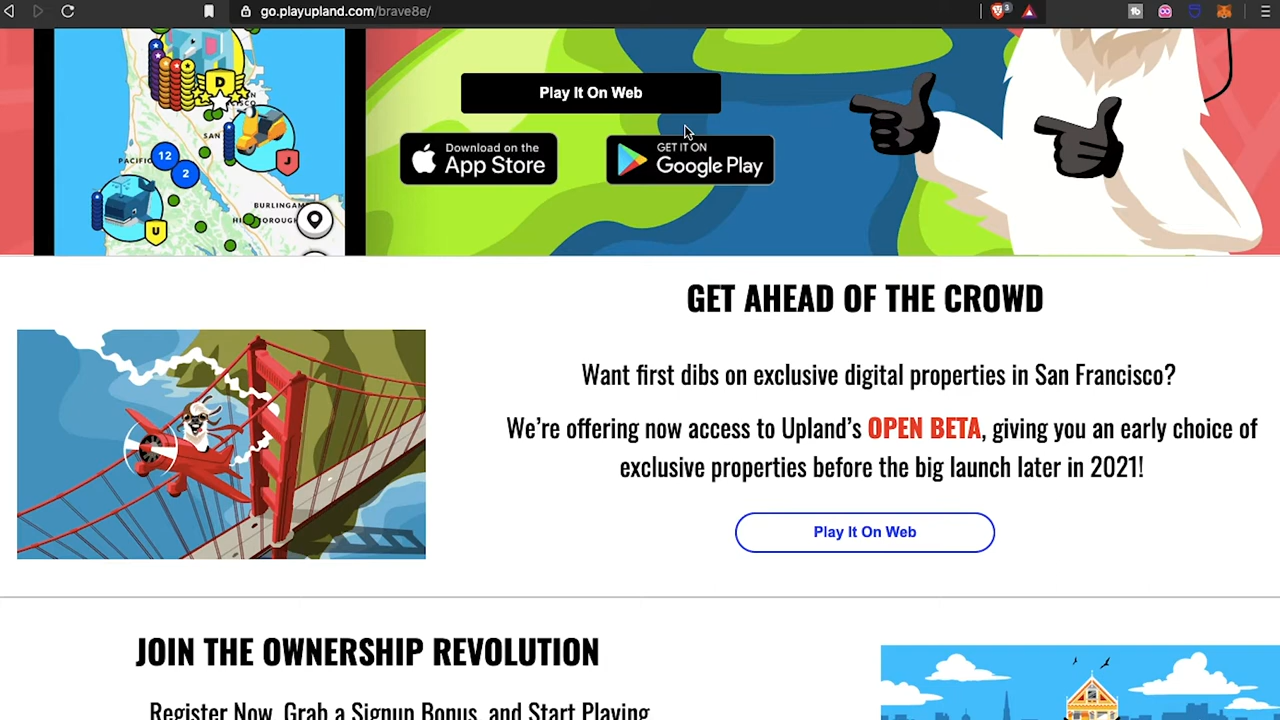 go.playupland.com/brave8e/
3
Play It On Web
Download on the
App Store
GET IT ON
Google Play
12
2
D
J
U
SAN
PACIFIC
BURLINGAM
GET AHEAD OF THE CROWD
Want first dibs on exclusive digital properties in San Francisco?
We're offering now access to Upland's OPEN BETA, giving you an early choice of
exclusive properties before the big launch later in 2021!
Play It On Web
JOIN THE OWNERSHIP REVOLUTION
Register Now, Grab a Signup Bonus, and Start Playing